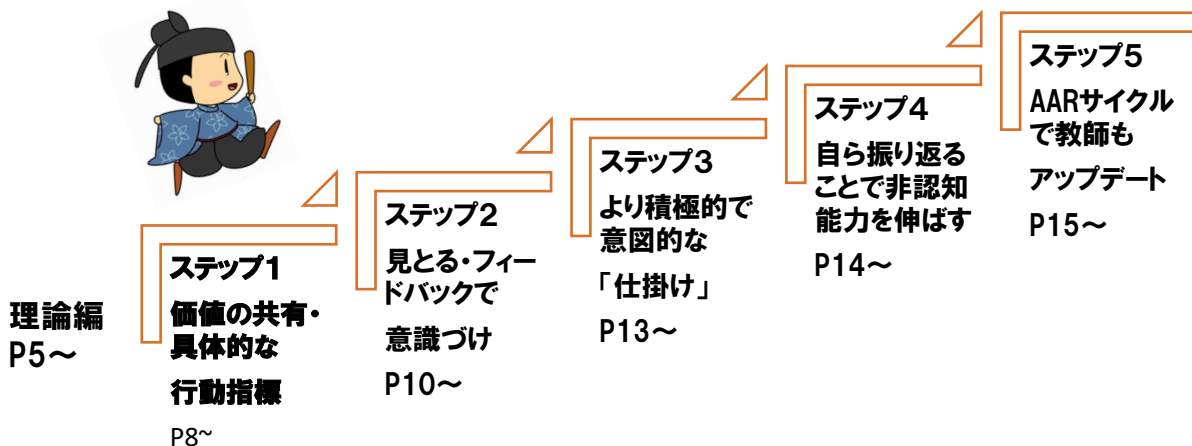 理論編
P5～
ステップ1
価値の共有・
具体的な
行動指標
P8~
ステップ2
見とる・フィー
ドバックで
意識づけ
P10～
ステップ3
より積極的で
意図的な
「仕掛け」
P13～
ステップ4
自ら振り返る
ことで非認知
能力を伸ばす
P14～
ステップ5
AARサイクル
で教師も
アップデート
P15～